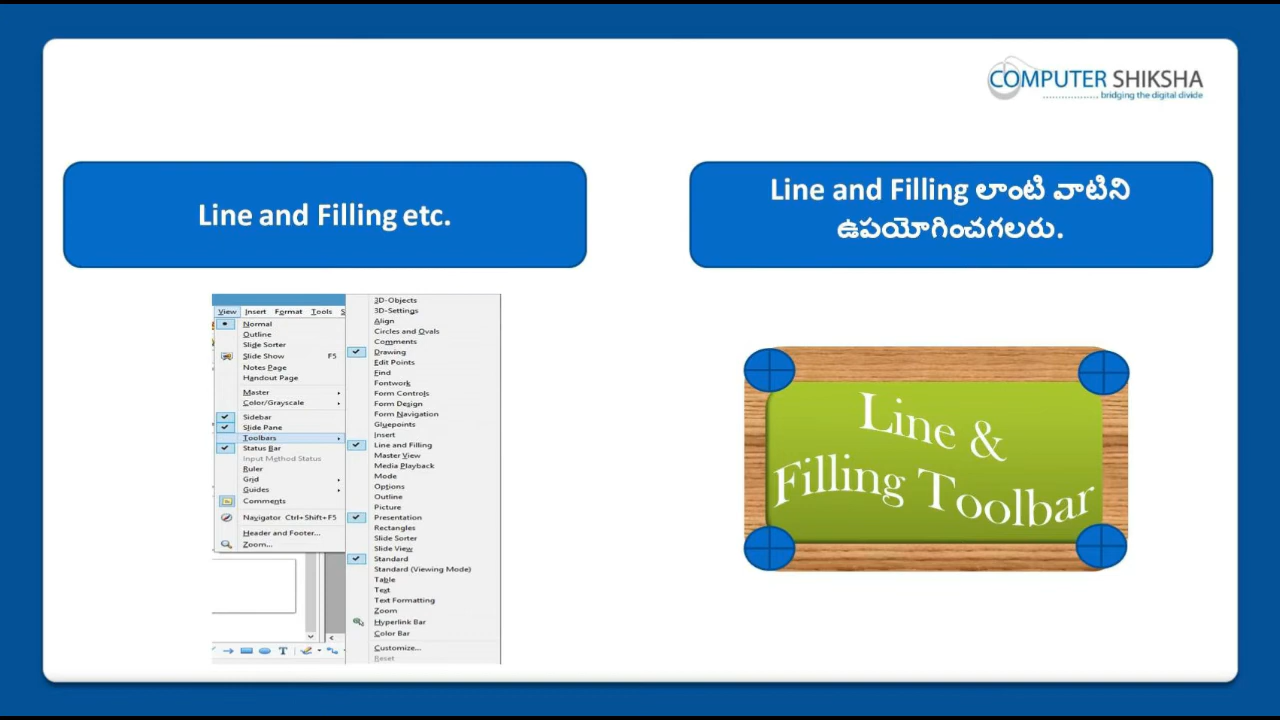 COMPUTER SHIKSHA
bridging the digital divide
Line and Filling etc.
Line and Filling లాంటి వాటిని
ఉపయోగించగలరు.
View Insert Format Tools S
Normal
Outline
Slide Sorter
Slide Show F5
Notes Page
Handout Page
Master
Color/Grayscale
Sidebar
Slide Pane
Toolbars
Status Bar
Input Method Status
Ruler
Grid
Guides
Comments
Navigator Ctrl+Shift+F5
Header and Footer...
Zoom...
3D-Objects
3D-Settings
Align
Circles and Ovals
Comments
Drawing
Edit Points
Find
Fontwork
Form Controls
Form Design
Form Navigation
Gluepoints
Insert
Line and Filling
Master View
Media Playback
Mode
Options
Outline
Picture
Presentation
Rectangles
Slide Sorter
Slide View
Standard
Standard (Viewing Mode)
Table
Text
Text Formatting
Zoom
Hyperlink Bar
Color Bar
Customize...
Reset
T
Line &
Filling Toolbar